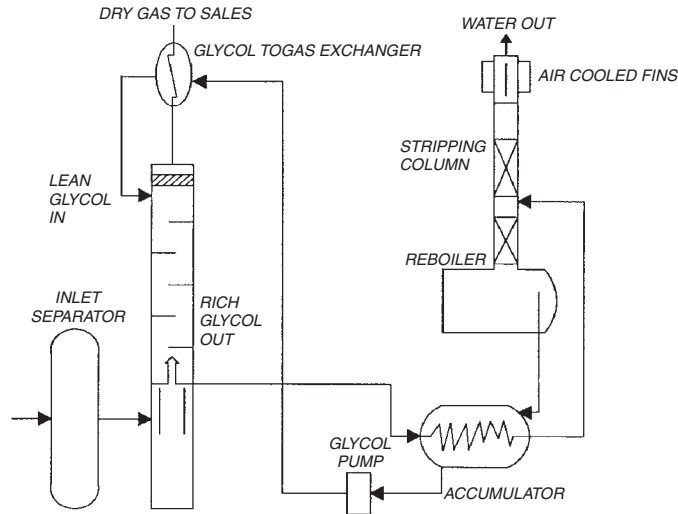 DRY GAS TO SALES
GLYCOL TOGAS EXCHANGER
WATER OUT
AIR COOLED FINS
STRIPPING
COLUMN
LEAN
GLYCOL
IN
REBOILER
INLET
SEPARATOR
RICH
GLYCOL
OUT
GLYCOL
PUMP
ACCUMULATOR